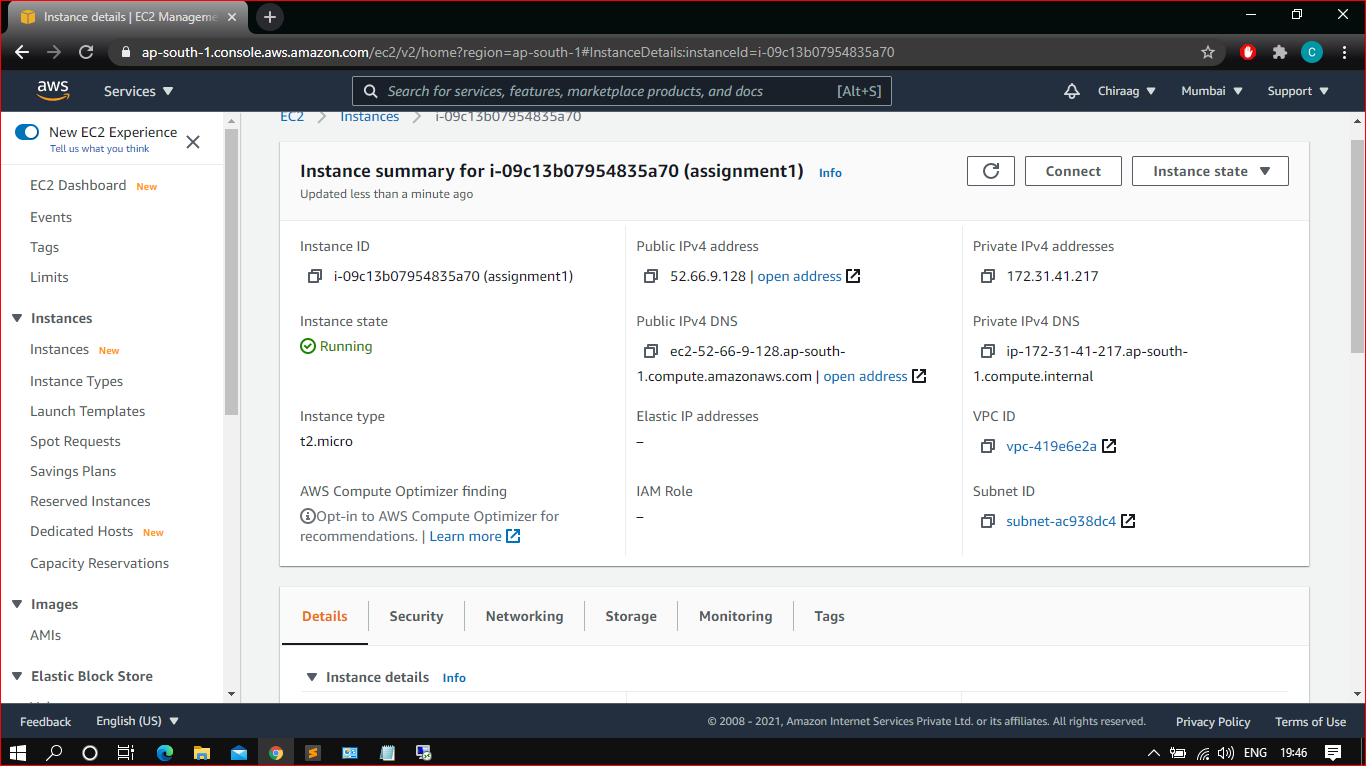 Instance details | EC2 Manageme
ap-south-1.console.aws.amazon.com/ec2/v2/home?region=ap-south-1#InstanceDetails:instanceId=i-09c13b07954835a70
C
aws
Services
Search for services, features, marketplace products, and docs
[Alt+S]
Chiraag
Mumbai
Support
New EC2 Experience
Tell us what you think
EC2 Dashboard New
Events
Tags
Limits
Instances
Instances New
Instance Types
Launch Templates
Spot Requests
Savings Plans
Reserved Instances
Dedicated Hosts New
Capacity Reservations
Images
AMIs
Elastic Block Store
EC2 > Instances > i-09c13b07954835a70
Instance summary for i-09c13b07954835a70 (assignment1) Info
Updated less than a minute ago
Connect
Instance state
Instance ID
i-09c13b07954835a70 (assignment1)
Public IPv4 address
52.66.9.128 | open address
Private IPv4 addresses
172.31.41.217
Instance state
Running
Public IPv4 DNS
ec2-52-66-9-128.ap-south-
1.compute.amazonaws.com | open address
Private IPv4 DNS
ip-172-31-41-217.ap-south-
1.compute.internal
Instance type
t2.micro
Elastic IP addresses
–
VPC ID
vpc-419e6e2a
AWS Compute Optimizer finding
Opt-in to AWS Compute Optimizer for
recommendations. | Learn more
IAM Role
–
Subnet ID
subnet-ac938dc4
Details
Security
Networking
Storage
Monitoring
Tags
Instance details Info
Feedback
English (US)
© 2008 - 2021, Amazon Internet Services Private Ltd. or its affiliates. All rights reserved.
Privacy Policy
Terms of Use
ENG
19:46